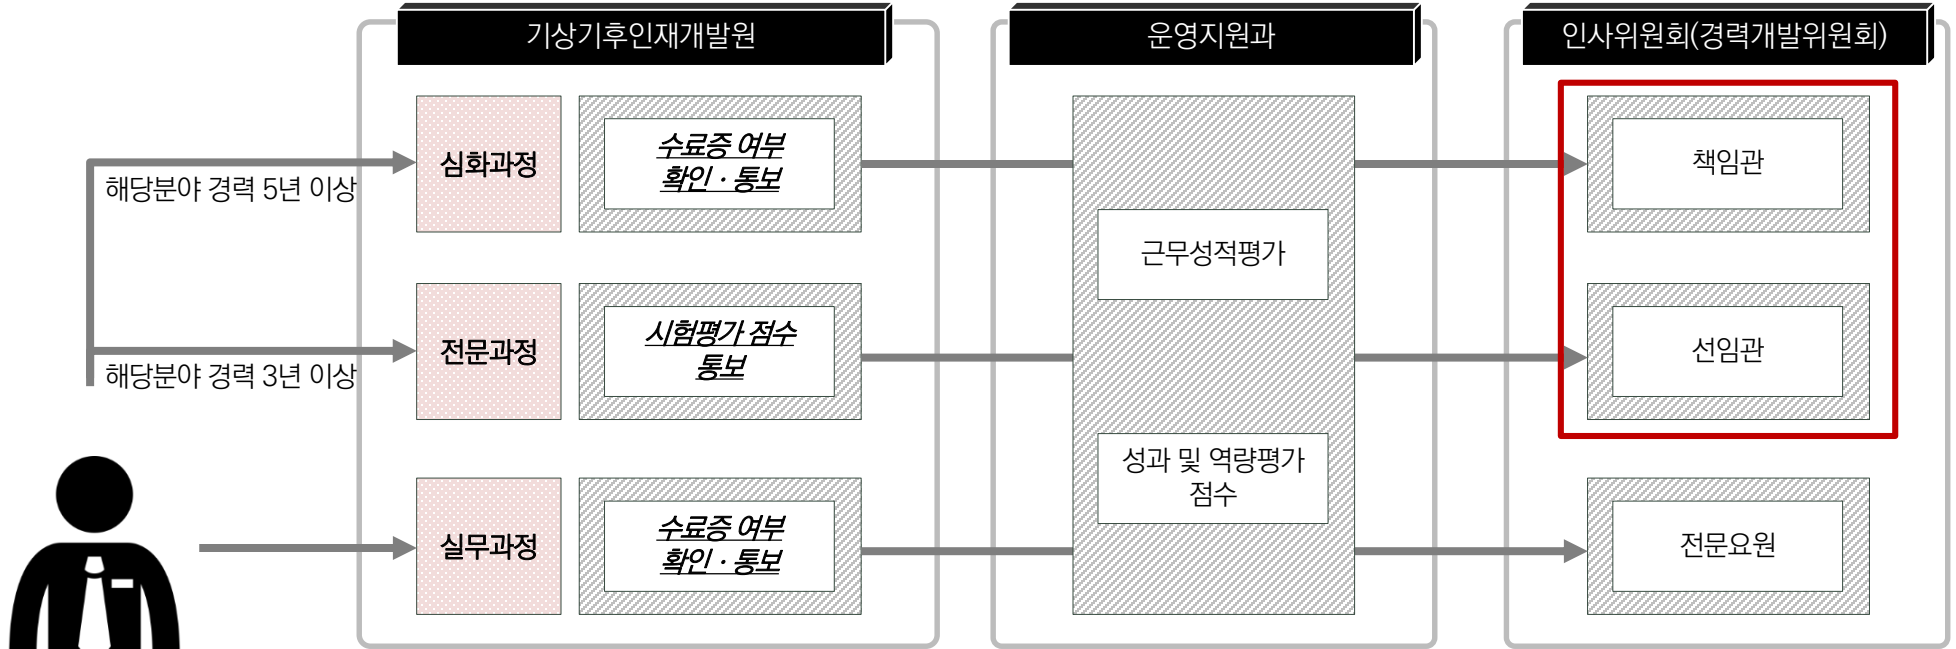 기상기후인재개발원
운영지원과
인사위원회(경력개발위원회)
해당분야 경력 5년 이상
심화과정
수료증 여부
확인 · 통보
책임관
근무성적평가
해당분야 경력 3년 이상
전문과정
시험평가 점수
통보
선임관
성과 및 역량평가
점수
실무과정
수료증 여부
확인 · 통보
전문요원